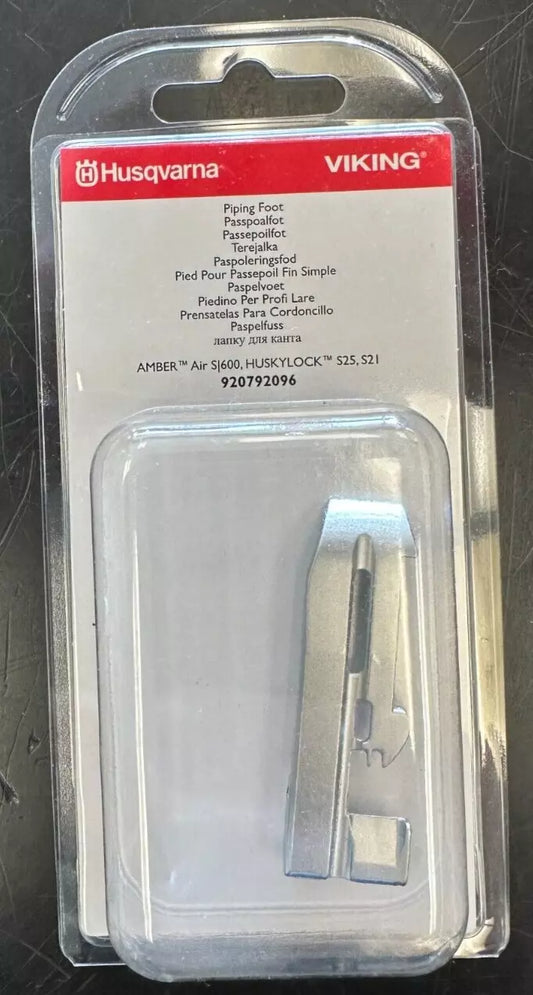 Husqvarna VIKING®
Piping Foot
Passpoalfot
Passepoilfot
Terejalka
Paspoleringsfod
Pied Pour Passepoil Fin Simple
Paspelvoet
Piedino Per Profi Lare
Prensatelas Para Cordoncillo
Paspelfuss
лапку для канта
AMBER™ Air S|600, HUSKYLOCK™ S25, S21
920792096